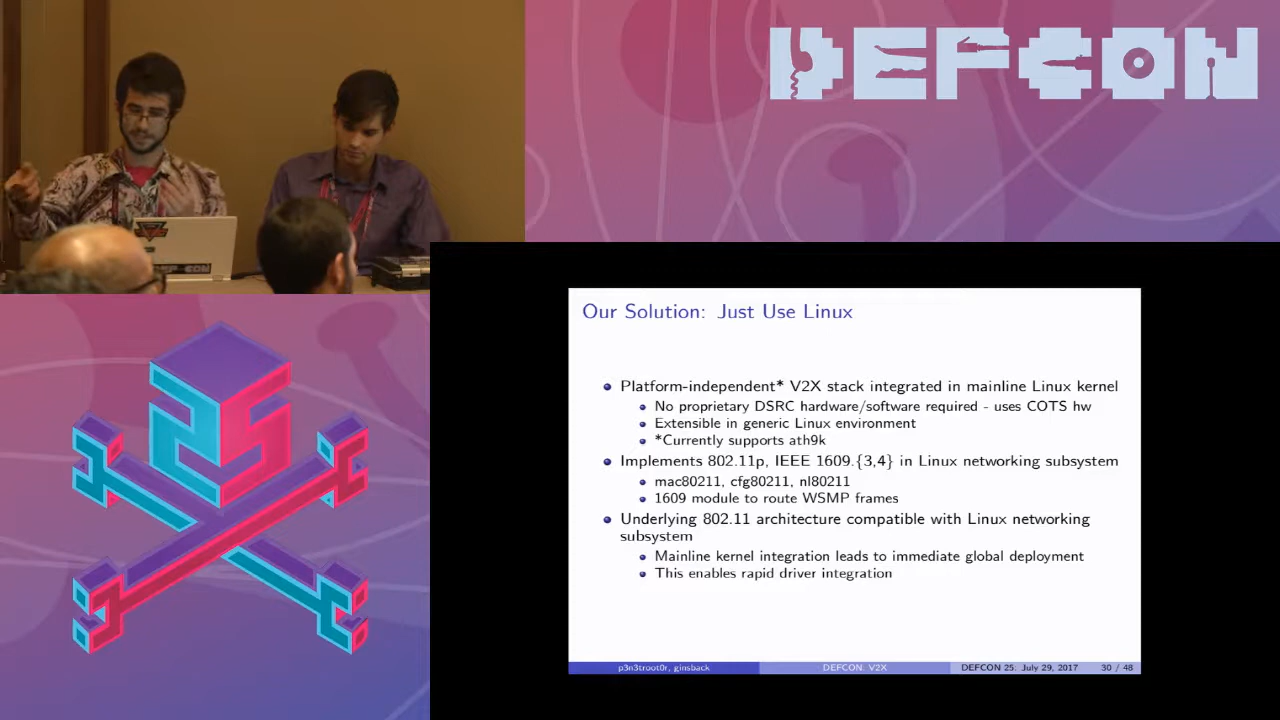 DEFCON
DEF CON
25
Our Solution: Just Use Linux
Platform-independent* V2X stack integrated in mainline Linux kernel
No proprietary DSRC hardware/software required - uses COTS hw
Extensible in generic Linux environment
*Currently supports ath9k
Implements 802.11p, IEEE 1609.{3,4} in Linux networking subsystem
mac80211, cfg80211, nl80211
1609 module to route WSMP frames
Underlying 802.11 architecture compatible with Linux networking
subsystem
Mainline kernel integration leads to immediate global deployment
This enables rapid driver integration
p3n3troot0r, ginsback
DEFCON: V2X
DEFCON 25: July 29, 2017
30 / 48